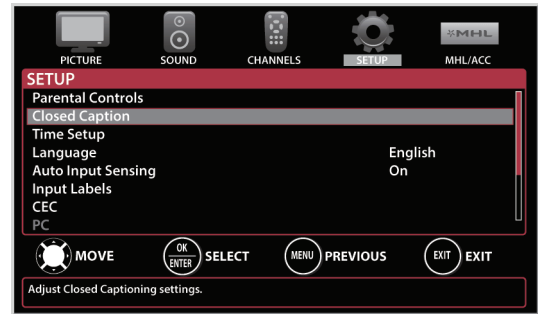 MHL
PICTURE SOUND CHANNELS SETUP MHL/ACC
SETUP
Parental Controls
Closed Caption
Time Setup
Language English
Auto Input Sensing On
Input Labels
CEC
PC
MOVE OK ENTER SELECT MENU PREVIOUS EXIT EXIT
Adjust Closed Captioning settings.